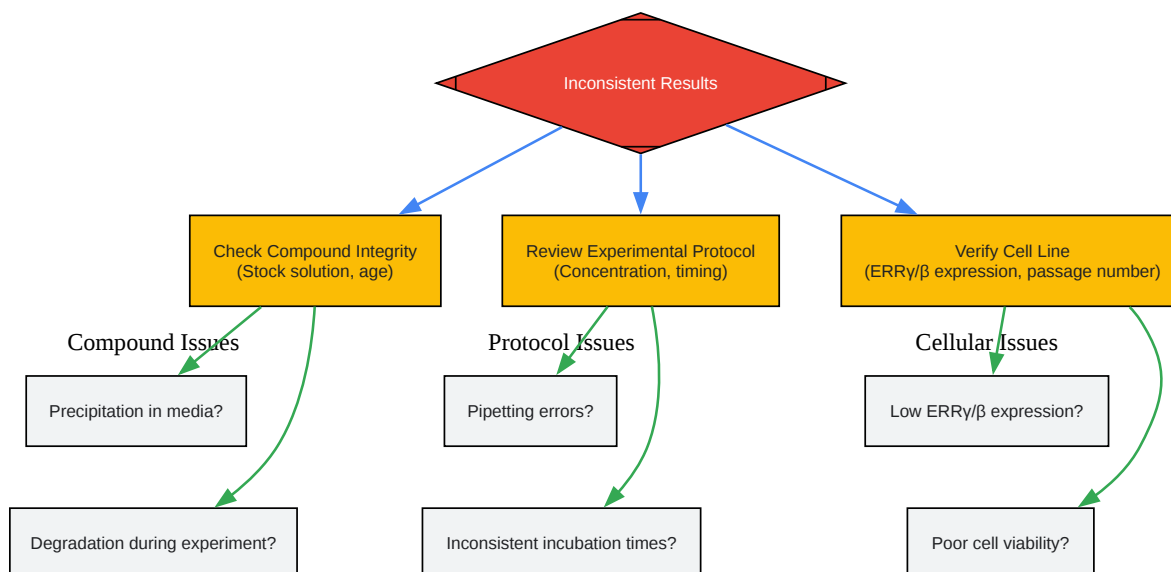 Inconsistent Results
Check Compound Integrity
(Stock solution, age)
Review Experimental Protocol
(Concentration, timing)
Verify Cell Line
(ERRγ/β expression, passage number)
Compound Issues
Protocol Issues
Cellular Issues
Precipitation in media?
Pipetting errors?
Low ERRγ/β expression?
Degradation during experiment?
Inconsistent incubation times?
Poor cell viability?